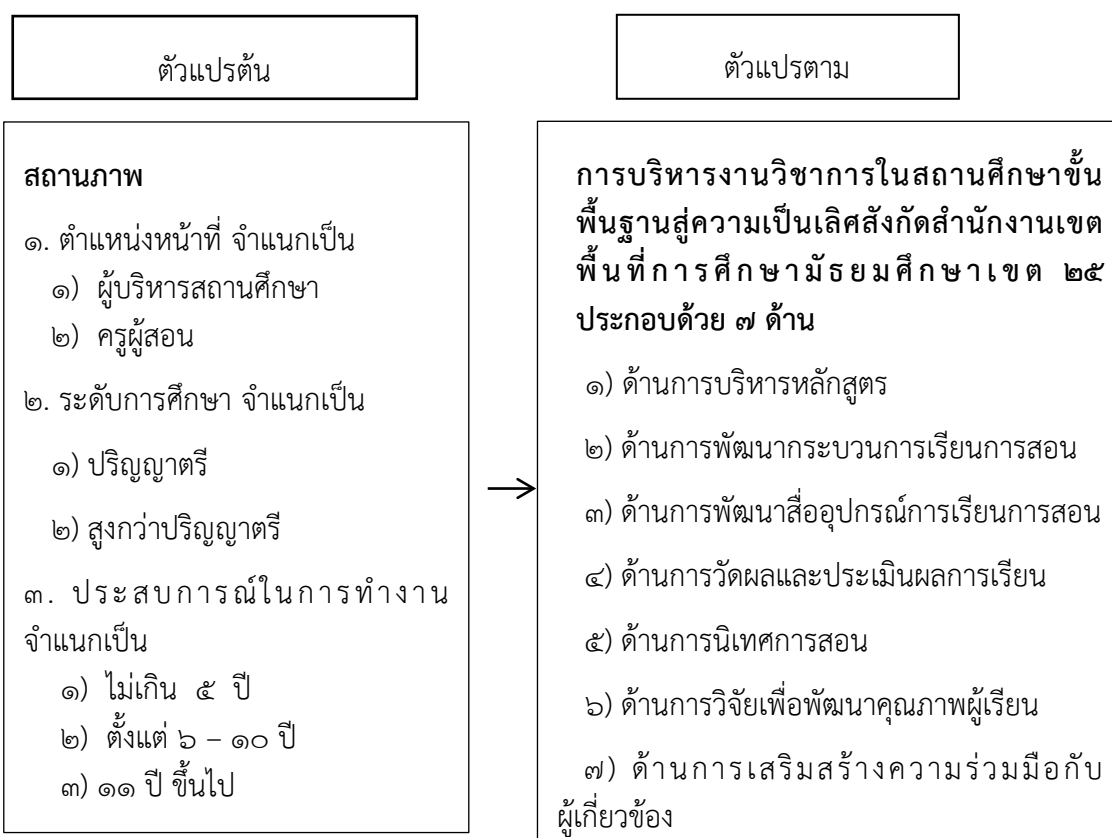 ตัวแปรต้น
ตัวแปรตาม
สถานภาพ
๑. ตำแหน่งหน้าที่ จำแนกเป็น
๑) ผู้บริหารสถานศึกษา
๒) ครูผู้สอน
๒. ระดับการศึกษา จำแนกเป็น
๑) ปริญญาตรี
๒) สูงกว่าปริญญาตรี
๓. ประสบการณ์ในการทำงาน
จำแนกเป็น
๑) ไม่เกิน ๕ ปี
๒) ตั้งแต่ ๖ – ๑๐ ปี
๓) ๑๑ ปี ขึ้นไป
การบริหารงานวิชาการในสถานศึกษาขั้น
พื้นฐานสู่ความเป็นเลิศสังกัดสำนักงานเขต
พื้นที่การศึกษามัธยมศึกษาเขต ๒๕
ประกอบด้วย ๗ ด้าน
๑) ด้านการบริหารหลักสูตร
๒) ด้านการพัฒนากระบวนการเรียนการสอน
๓) ด้านการพัฒนาสื่ออุปกรณ์การเรียนการสอน
๔) ด้านการวัดผลและประเมินผลการเรียน
๕) ด้านการนิเทศการสอน
๖) ด้านการวิจัยเพื่อพัฒนาคุณภาพผู้เรียน
๗) ด้านการเสริมสร้างความร่วมมือกับ
ผู้เกี่ยวข้อง